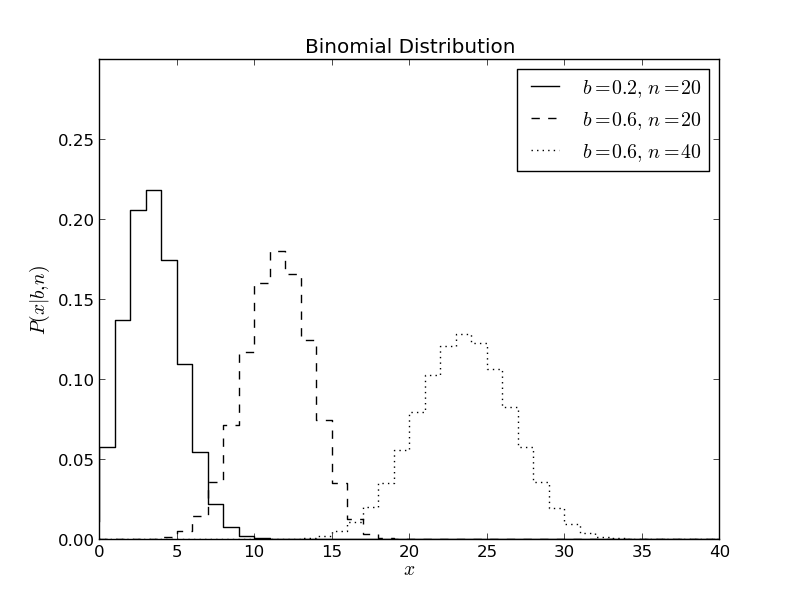 Binomial Distribution
b=0.2, n=20
b=0.6, n=20
b=0.6, n=40
0.25
0.20
0.15
0.10
0.05
0.00
P(x|b,n)
0 5 10 15 20 25 30 35 40
x